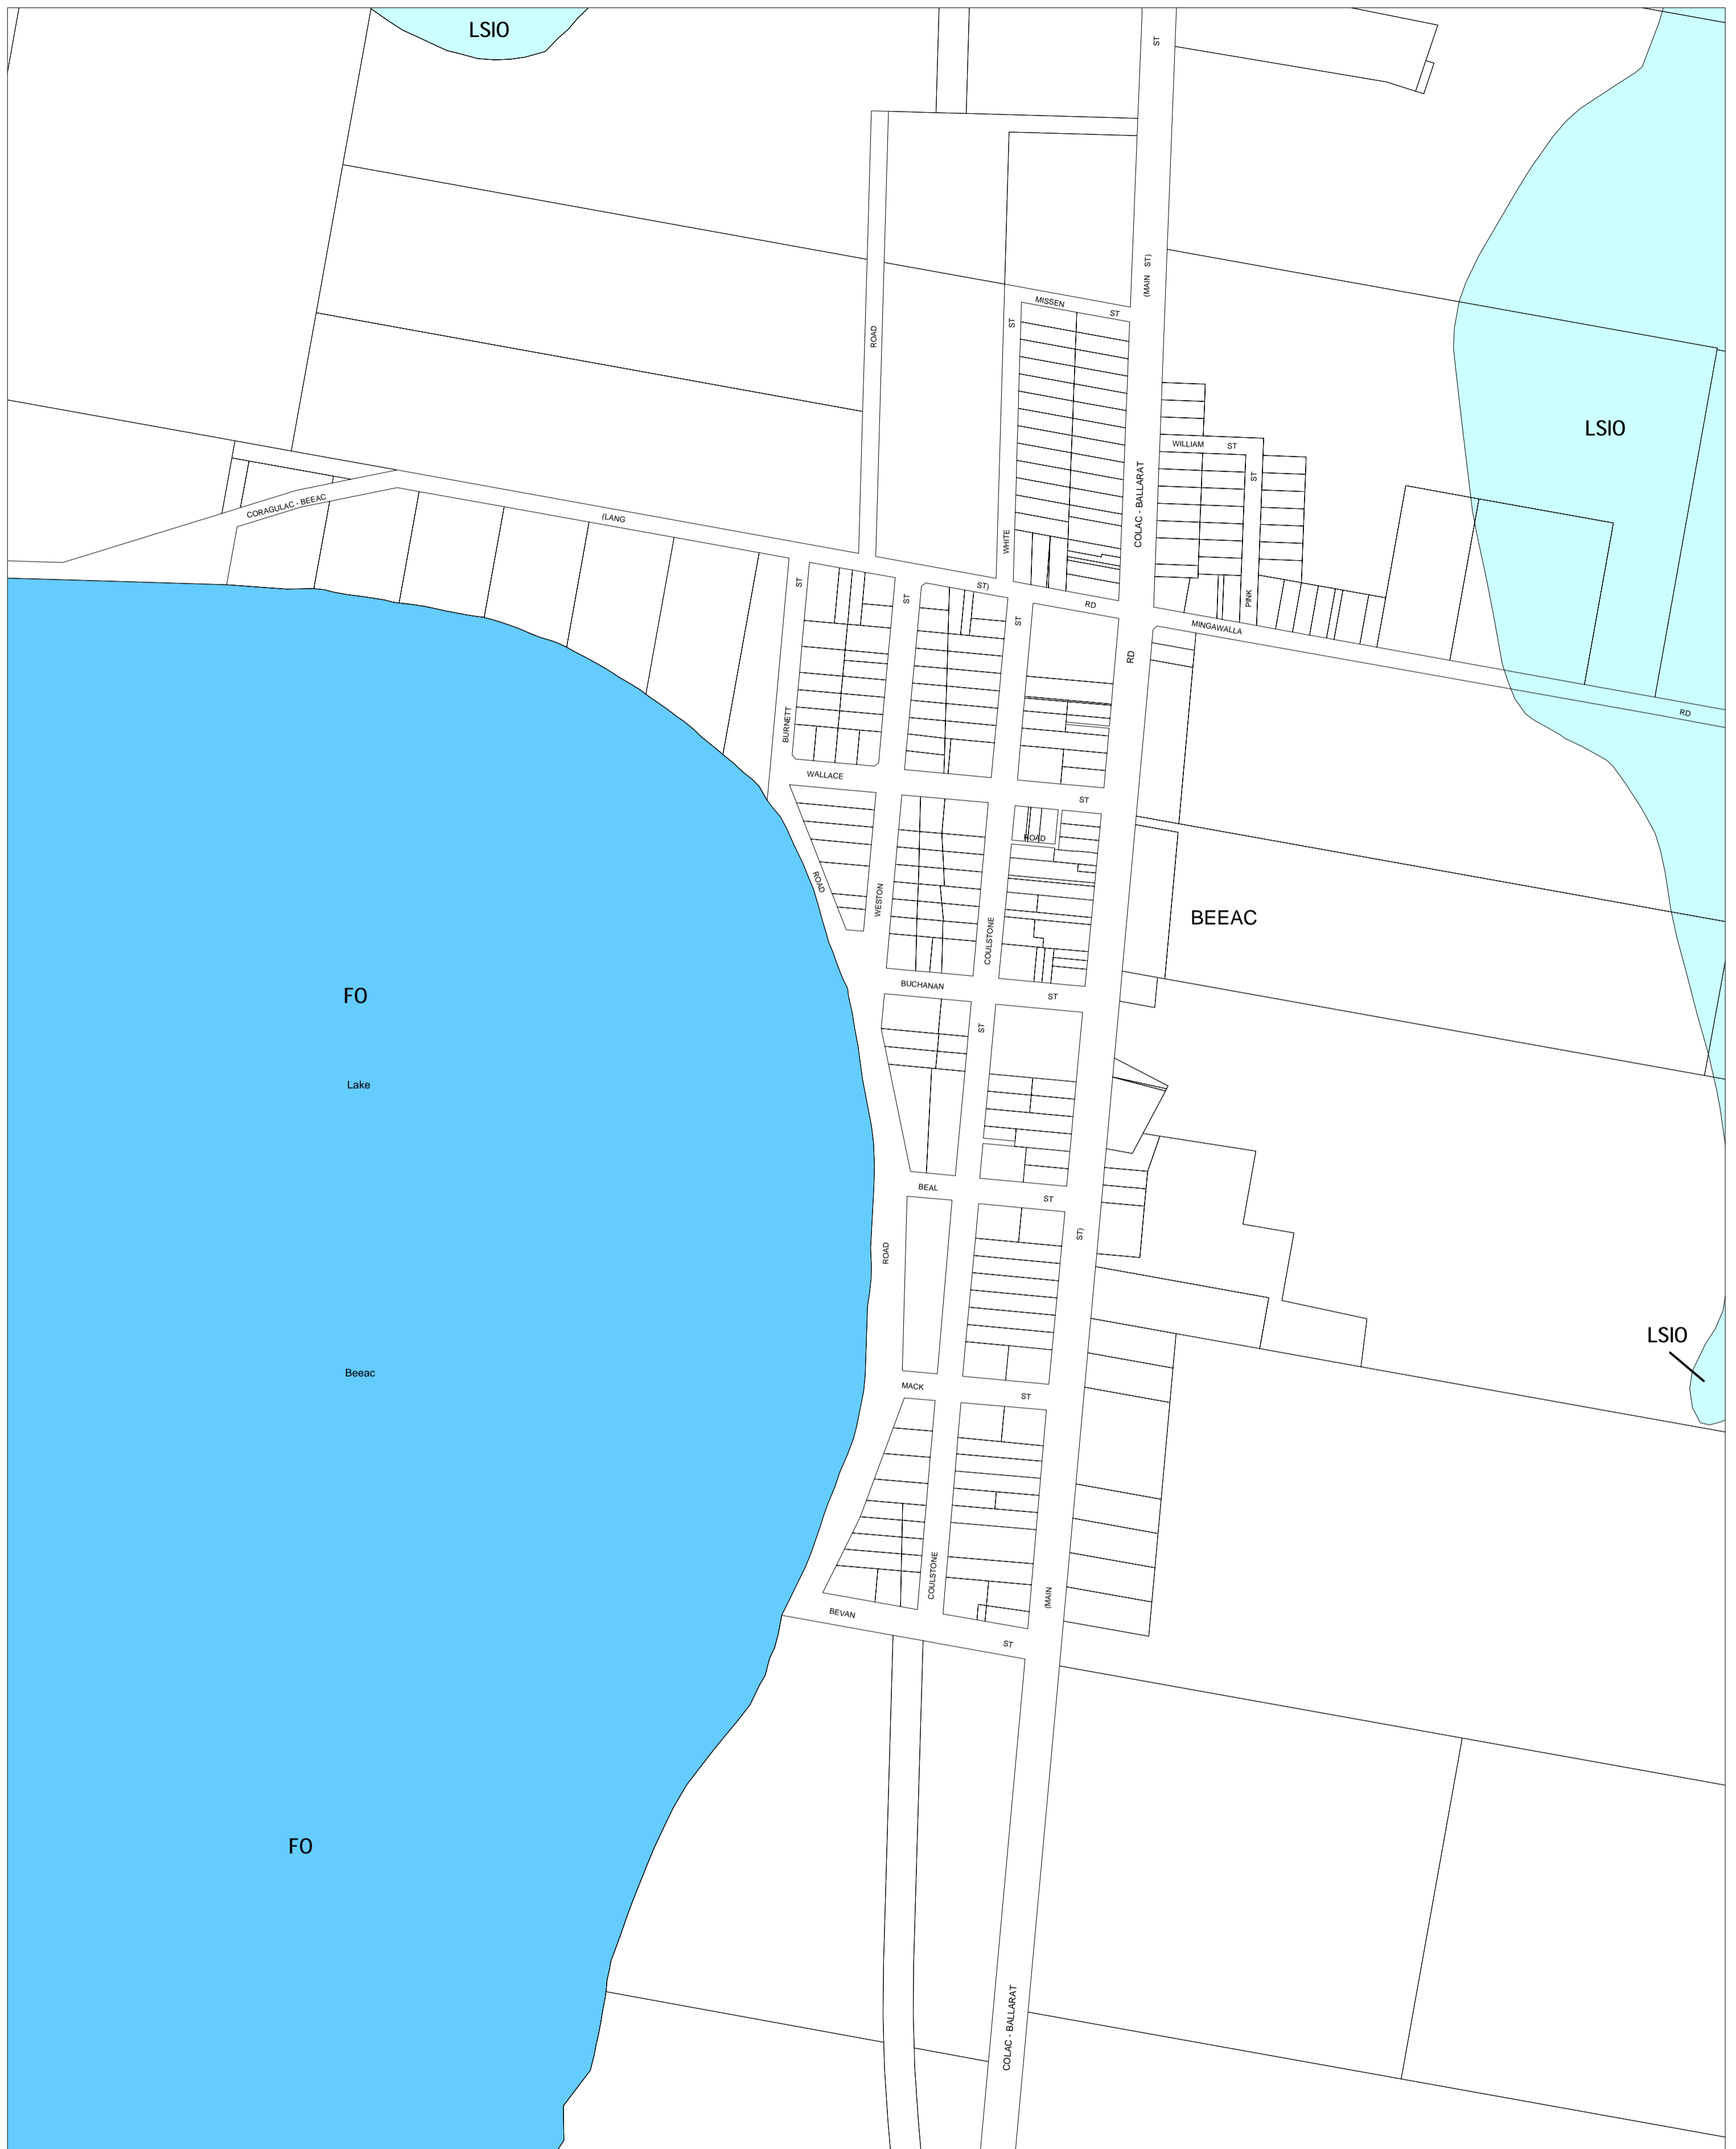 LSIO
ST
(MAIN ST)
MISSEN
ST
ST
ROAD
LSIO
WILLIAM ST
ST
COLAC - BALLARAT
CORAGULAC - BEEAC
(LANG
WHITE
ST
ST
ST)
ST
RD
PINK
MINGAWALLA
RD
RD
BURNETT
WALLACE
ST
ROAD
ROAD
WESTON
COULSTONE
BEEAC
FO
BUCHANAN
ST
ST
Lake
BEAL
ST
ROAD
ST)
LSIO
Beeac
MACK
ST
COULSTONE
(MAIN
BEVAN
ST
FO
COLAC - BALLARAT